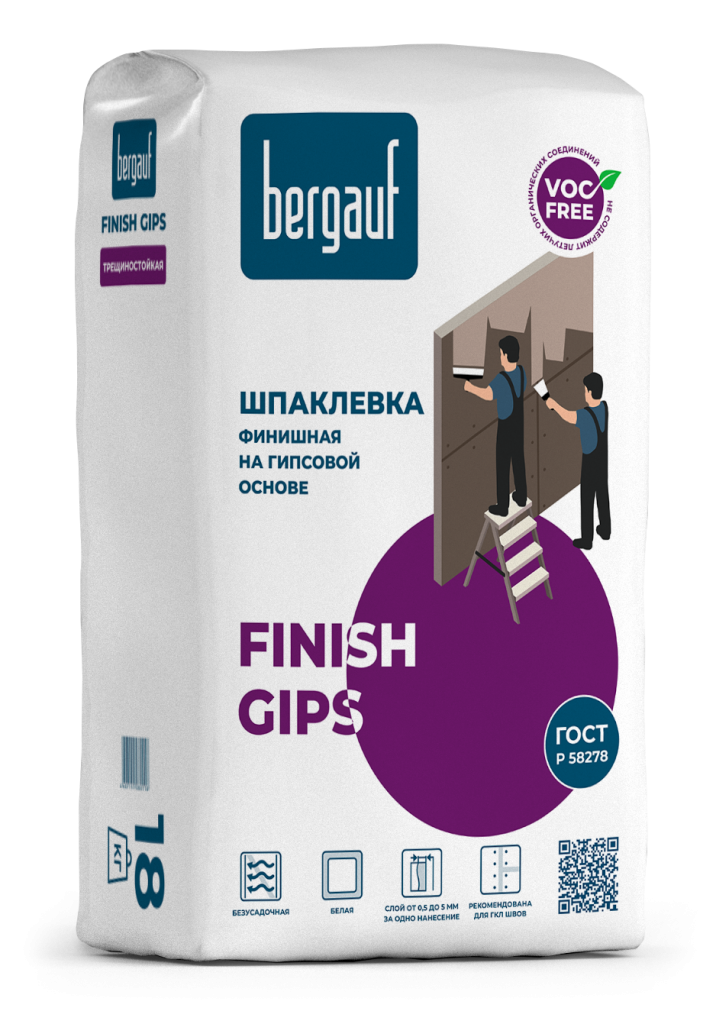 bergauf
FINISH GIPS
ТРЕЩИНОСТОЙКАЯ
18
КГ
bergauf
VOC
FREE
НЕ СОДЕРЖИТ ЛЕТУЧИХ ОРГАНИЧЕСКИХ СОЕДИНЕНИЙ
ШПАКЛЕВКА
ФИНИШНАЯ
НА ГИПСОВОЙ
ОСНОВЕ
FINISH
GIPS
ГОСТ
Р 58278
БЕЗУСАДОЧНАЯ
БЕЛАЯ
СЛОЙ ОТ 0,5 ДО 5 ММ
ЗА ОДНО НАНЕСЕНИЕ
РЕКОМЕНДОВАНА
ДЛЯ ГКЛ ШВОВ